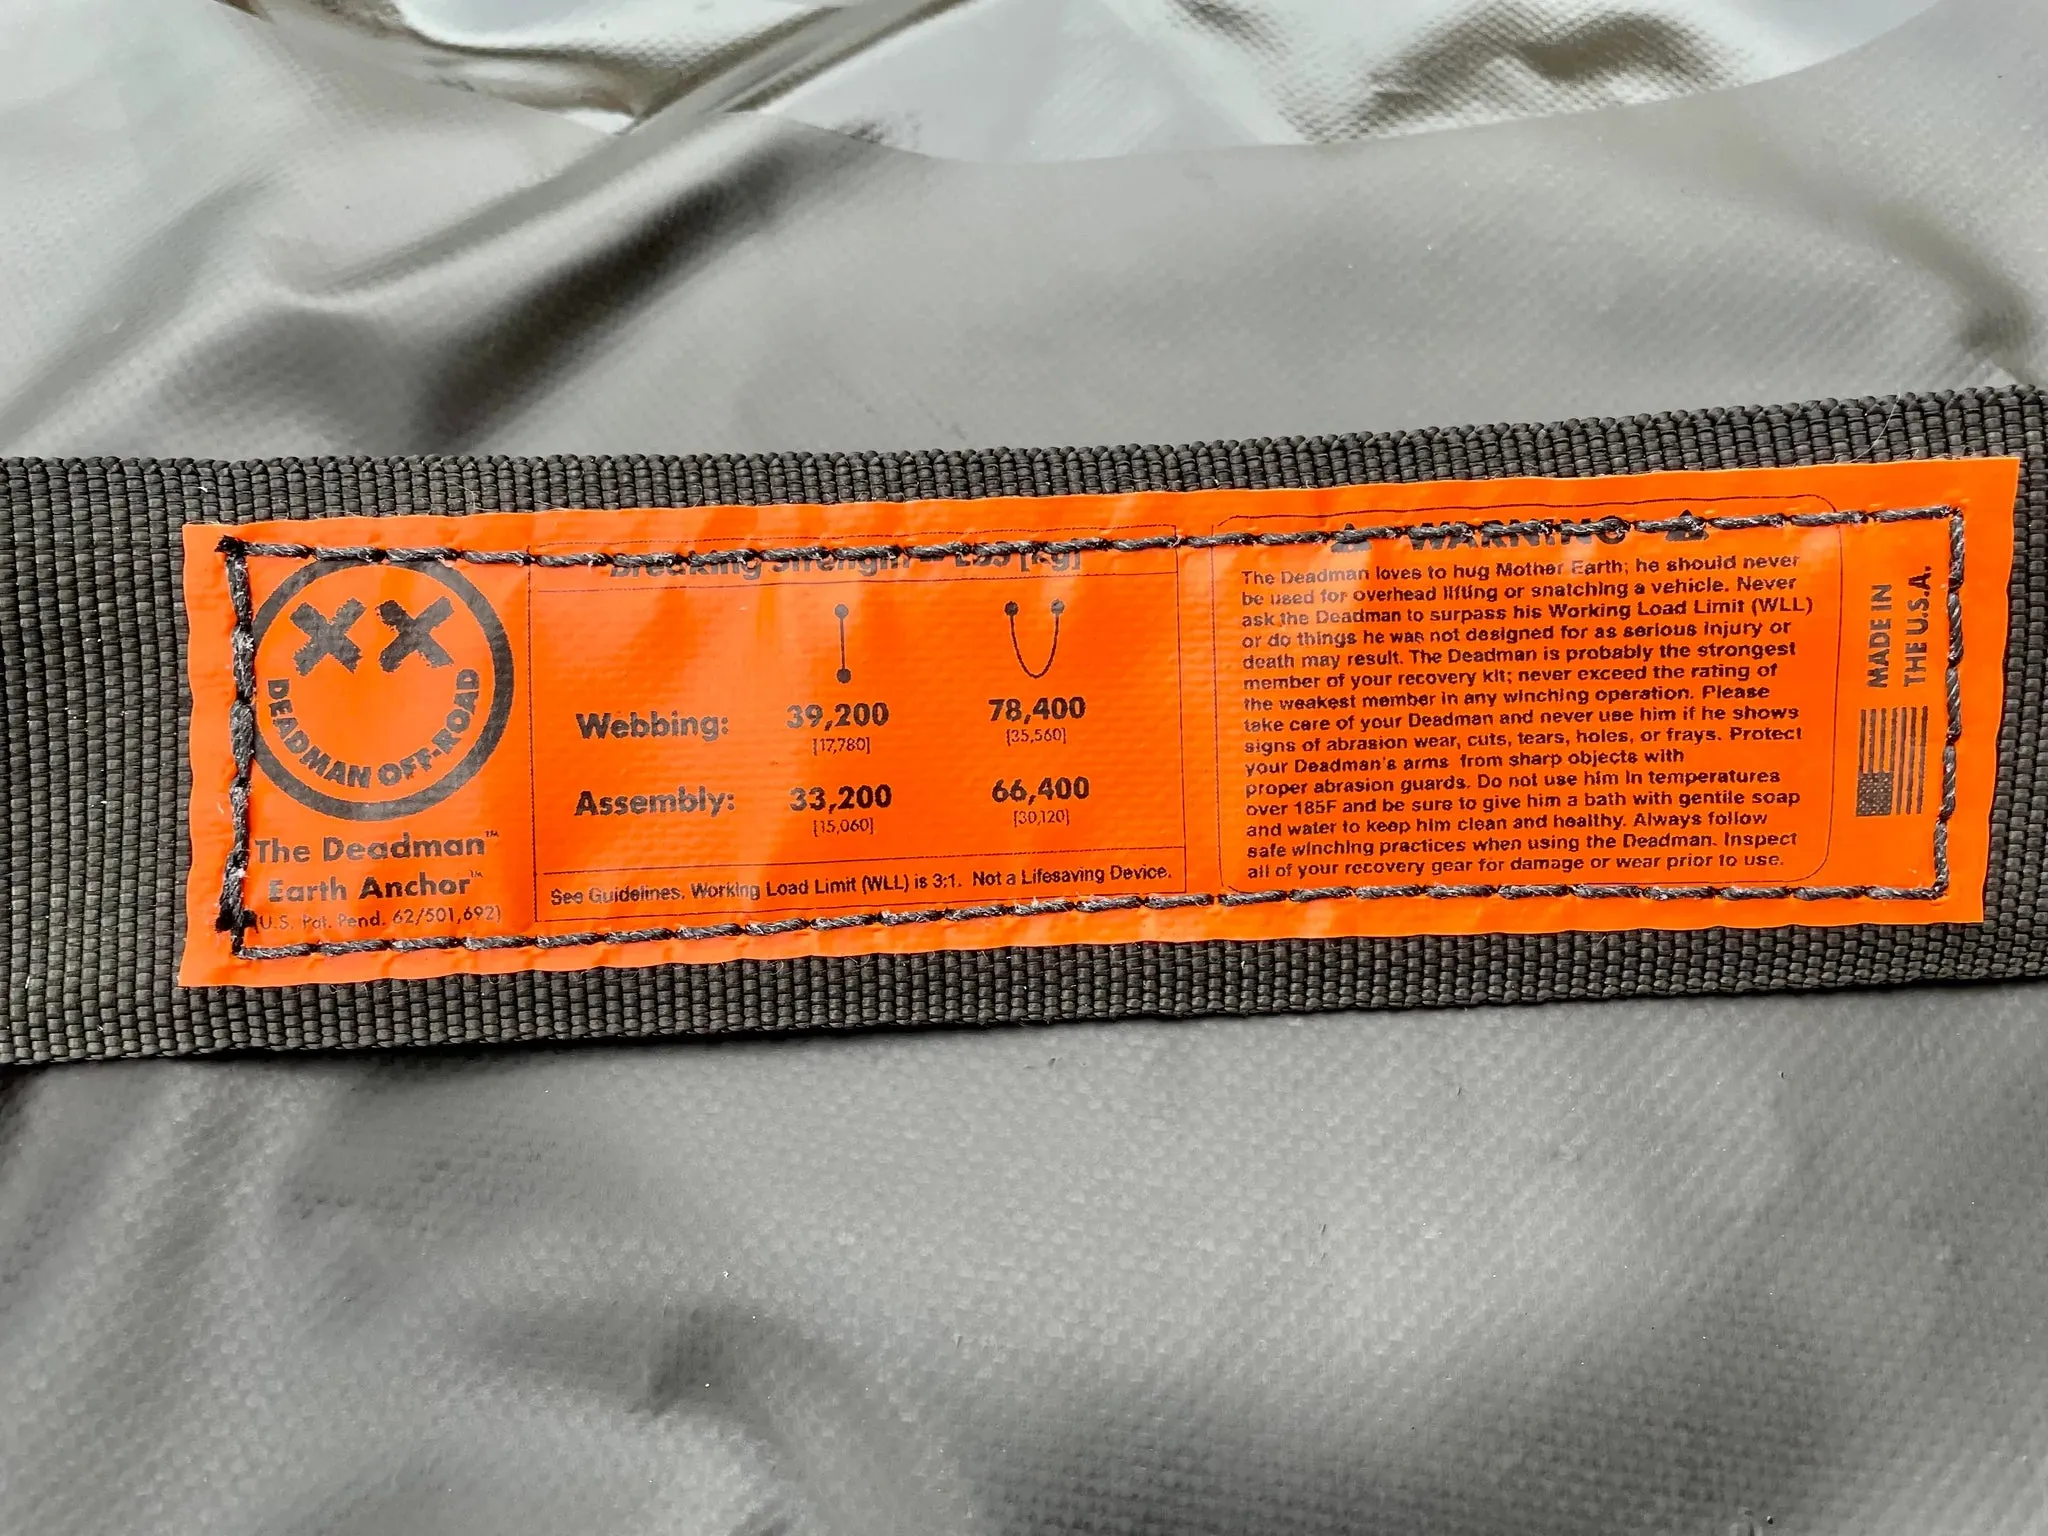 DEADMAN OFF-ROAD
The Deadman™
Earth Anchor™
(U.S. Pat. Pend. 62/501,692)
Breaking Strength – LBS [kg]
Webbing: 39,200 78,400
[17,780] [35,560]
Assembly: 33,200 66,400
[15,060] [30,120]
See Guidelines. Working Load Limit (WLL) is 3:1. Not a Lifesaving Device.
WARNING
The Deadman loves to hug Mother Earth; he should never
be used for overhead lifting or snatching a vehicle. Never
ask the Deadman to surpass his Working Load Limit (WLL)
or do things he was not designed for as serious injury or
death may result. The Deadman is probably the strongest
member of your recovery kit; never exceed the rating of
the weakest member in any winching operation. Please
take care of your Deadman and never use him if he shows
signs of abrasion wear, cuts, tears, holes, or frays. Protect
your Deadman's arms from sharp objects with
proper abrasion guards. Do not use him in temperatures
over 185F and be sure to give him a bath with gentile soap
and water to keep him clean and healthy. Always follow
safe winching practices when using the Deadman. Inspect
all of your recovery gear for damage or wear prior to use.
MADE IN
THE U.S.A.